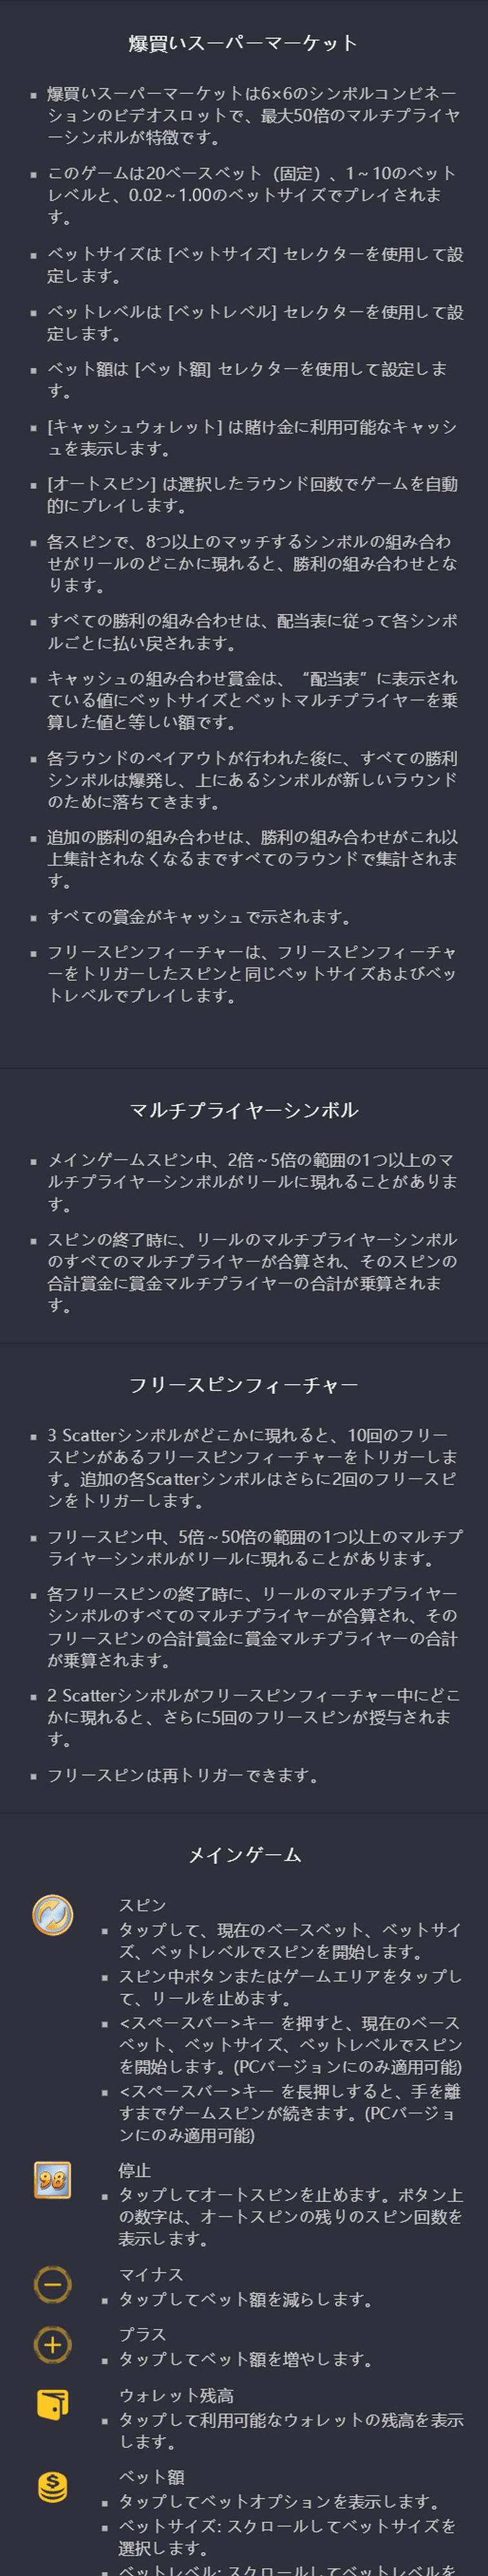 爆買いスーパーマーケット
▪ 爆買いスーパーマーケットは6×6のシンボルコンビネー
ションのビデオスロットで、最大50倍のマルチプライヤ
ーシンボルが特徴です。
▪ このゲームは20ベースベット（固定）、1～10のベット
レベルと、0.02～1.00のベットサイズでプレイされま
す。
▪ ベットサイズは [ベットサイズ] セレクターを使用して設
定します。
▪ ベットレベルは [ベットレベル] セレクターを使用して設
定します。
▪ ベット額は [ベット額] セレクターを使用して設定しま
す。
▪ [キャッシュウォレット] は賭け金に利用可能なキャッシ
ュを表示します。
▪ [オートスピン] は選択したラウンド回数でゲームを自動
的にプレイします。
▪ 各スピンで、8つ以上のマッチするシンボルの組み合わ
せがリールのどこかに現れると、勝利の組み合わせとな
ります。
▪ すべての勝利の組み合わせは、配当表に従って各シンボ
ルごとに払い戻されます。
▪ キャッシュの組み合わせ賞金は、“配当表”に表示され
ている値にベットサイズとベットマルチプライヤーを乗
算した値と等しい額です。
▪ 各ラウンドのペイアウトが行われた後に、すべての勝利
シンボルは爆発し、上にあるシンボルが新しいラウンド
のために落ちてきます。
▪ 追加の勝利の組み合わせは、勝利の組み合わせがこれ以
上集計されなくなるまですべてのラウンドで集計されま
す。
▪ すべての賞金がキャッシュで示されます。
▪ フリースピンフィーチャーは、フリースピンフィーチャ
ーをトリガーしたスピンと同じベットサイズおよびベッ
トレベルでプレイします。
マルチプライヤーシンボル
▪ メインゲームスピン中、2倍～5倍の範囲の1つ以上のマ
ルチプライヤーシンボルがリールに現れることがありま
す。
▪ スピンの終了時に、リールのマルチプライヤーシンボル
のすべてのマルチプライヤーが合算され、そのスピンの
合計賞金に賞金マルチプライヤーの合計が乗算されま
す。
フリースピンフィーチャー
▪ 3 Scatterシンボルがどこかに現れると、10回のフリー
スピンがあるフリースピンフィーチャーをトリガーしま
す。追加の各Scatterシンボルはさらに2回のフリースピ
ンをトリガーします。
▪ フリースピン中、5倍～50倍の範囲の1つ以上のマルチプ
ライヤーシンボルがリールに現れることがあります。
▪ 各フリースピンの終了時に、リールのマルチプライヤー
シンボルのすべてのマルチプライヤーが合算され、その
フリースピンの合計賞金に賞金マルチプライヤーの合計
が乗算されます。
▪ 2 Scatterシンボルがフリースピンフィーチャー中にどこ
かに現れると、さらに5回のフリースピンが授与されま
す。
▪ フリースピンは再トリガーできます。
メインゲーム
スピン
▪ タップして、現在のベースベット、ベットサイ
ズ、ベットレベルでスピンを開始します。
▪ スピン中ボタンまたはゲームエリアをタップし
て、リールを止めます。
▪ <スペースバー>キー を押すと、現在のベース
ベット、ベットサイズ、ベットレベルでスピン
を開始します。(PCバージョンにのみ適用可能)
▪ <スペースバー>キー を長押しすると、手を離
すまでゲームスピンが続きます。(PCバージョ
ンにのみ適用可能)
98
停止
▪ タップしてオートスピンを止めます。ボタン上
の数字は、オートスピンの残りのスピン回数を
表示します。
マイナス
▪ タップしてベット額を減らします。
プラス
▪ タップしてベット額を増やします。
ウォレット残高
▪ タップして利用可能なウォレットの残高を表示
します。
ベット額
▪ タップしてベットオプションを表示します。
▪ ベットサイズ: スクロールしてベットサイズを
選択します。
▪ ベットレベル: スクロールしてベットレベルを